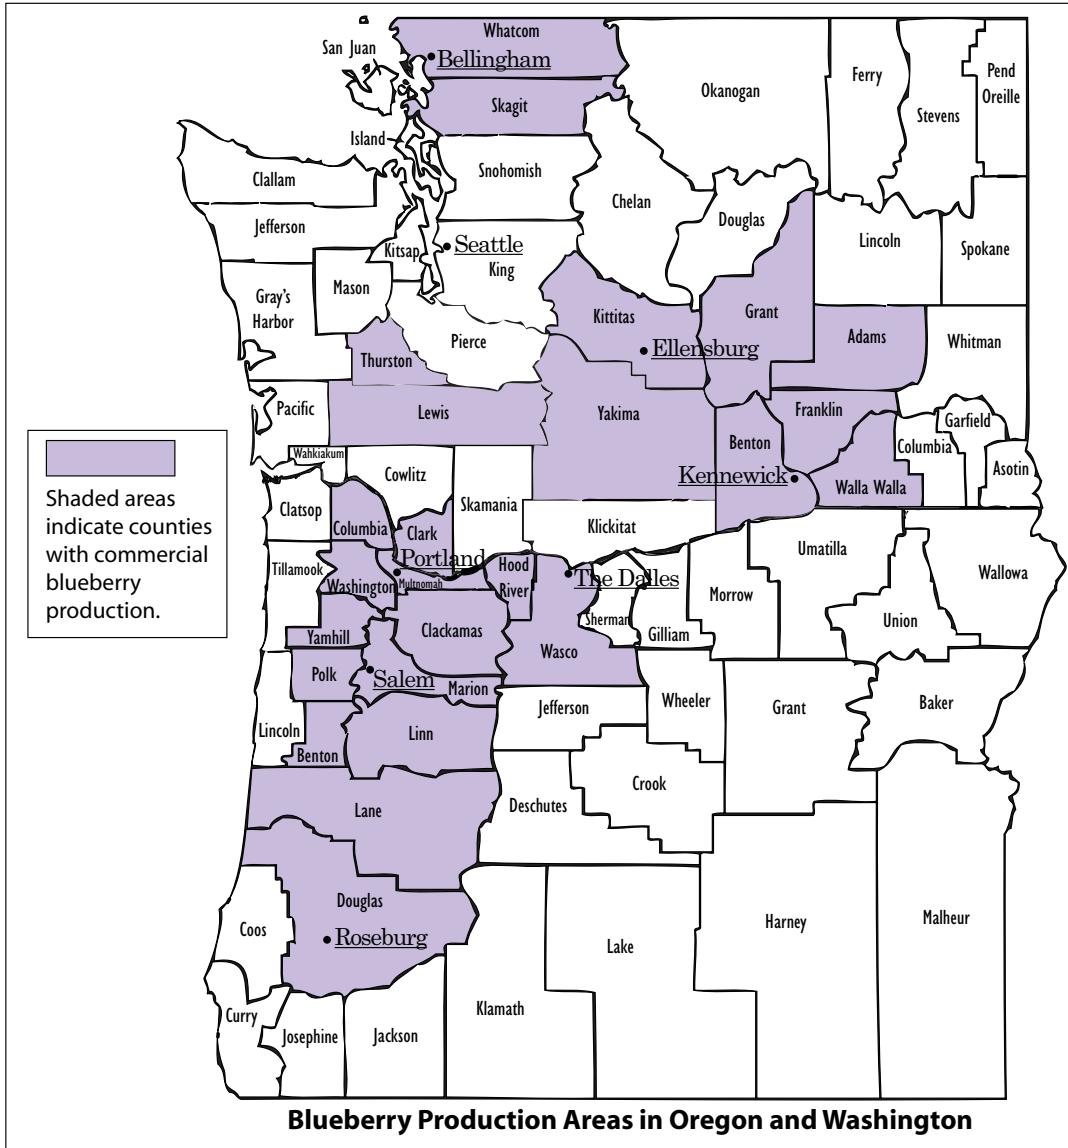 Whatcom
San Juan
Bellingham
Okanogan
Ferry
Pend
Oreille
Stevens
Skagit
Island
Snohomish
Clallam
Chelan
Douglas
Jefferson
Lincoln
Spokane
Kitsap
Seattle
King
Mason
Gray's
Harbor
Kittitas
Grant
Pierce
Ellensburg
Adams
Whitman
Thurston
Pacific
Lewis
Yakima
Franklin
Benton
Garfield
Columbia
Wahkiakum
Cowlitz
Kennewick
Asotin
Walla Walla
Skamania
Clatsop
Columbia
Clark
Klickitat
Umatilla
Portland
Hood
River
Tillamook
Washington
Multnomah
The Dalles
Wallowa
Morrow
Sherman
Gilliam
Union
Yamhill
Clackamas
Wasco
Polk
Salem
Marion
Jefferson
Wheeler
Grant
Baker
Lincoln
Benton
Linn
Crook
Deschutes
Lane
Douglas
Roseburg
Coos
Harney
Malheur
Lake
Klamath
Curry
Josephine
Jackson
Shaded areas
indicate counties
with commercial
blueberry
production.
Blueberry Production Areas in Oregon and Washington